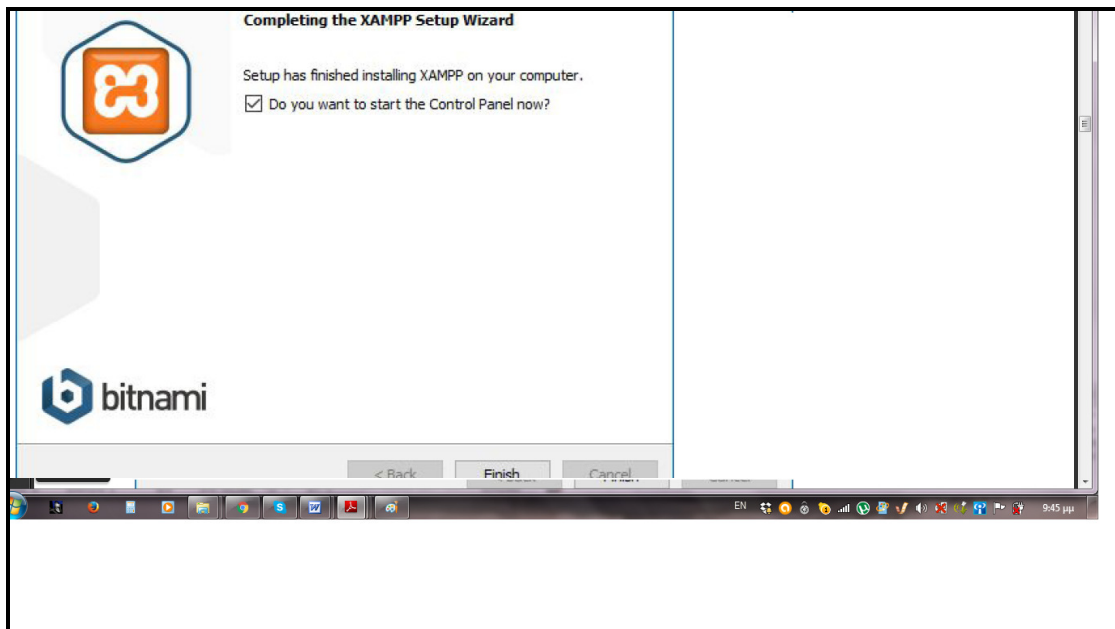 Completing the XAMPP Setup Wizard
Setup has finished installing XAMPP on your computer.
Do you want to start the Control Panel now?
bitnami
< Back
Finish
Cancel
EN
9:45 μμ